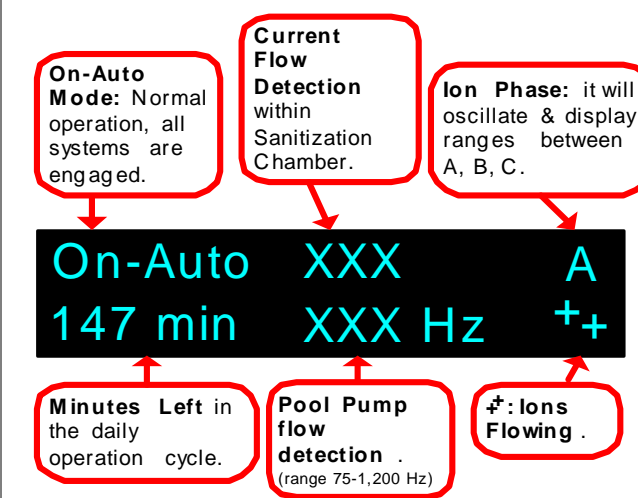 On-Auto
Mode: Normal
operation, all
systems are
engaged.
Current
Flow
Detection
within
Sanitization
Chamber.
Ion Phase: it will
oscillate & display
ranges between
A, B, C.
On-Auto XXX A
147 min XXX Hz ++
Minutes Left in
the daily
operation cycle.
Pool Pump
flow
detection .
(range 75-1,200 Hz)
++: Ions
Flowing .